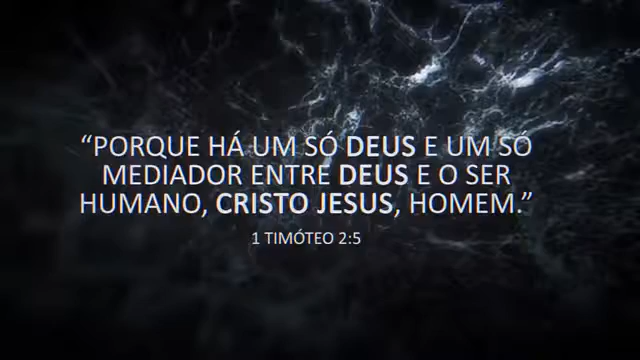 “PORQUE HÁ UM SÓ DEUS E UM SÓ
MEDIADOR ENTRE DEUS E O SER
HUMANO, CRISTO JESUS, HOMEM.”
1 TIMÓTEO 2:5